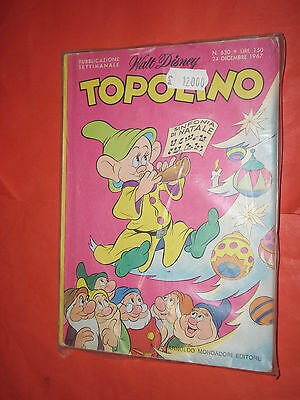 PUBBLICAZIONE
SETTIMANALE
Walt Disney
N. 630 • LIRE 150
24 DICEMBRE 1967
£ 12000
TOPOLINO
SINFONIA
DI NATALE
ARNOLDO MONDADORI EDITORE